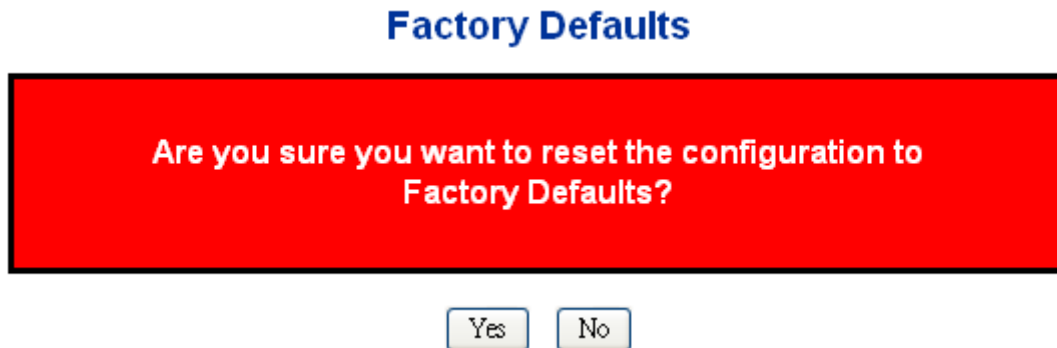 Factory Defaults
Are you sure you want to reset the configuration to
Factory Defaults?
Yes No